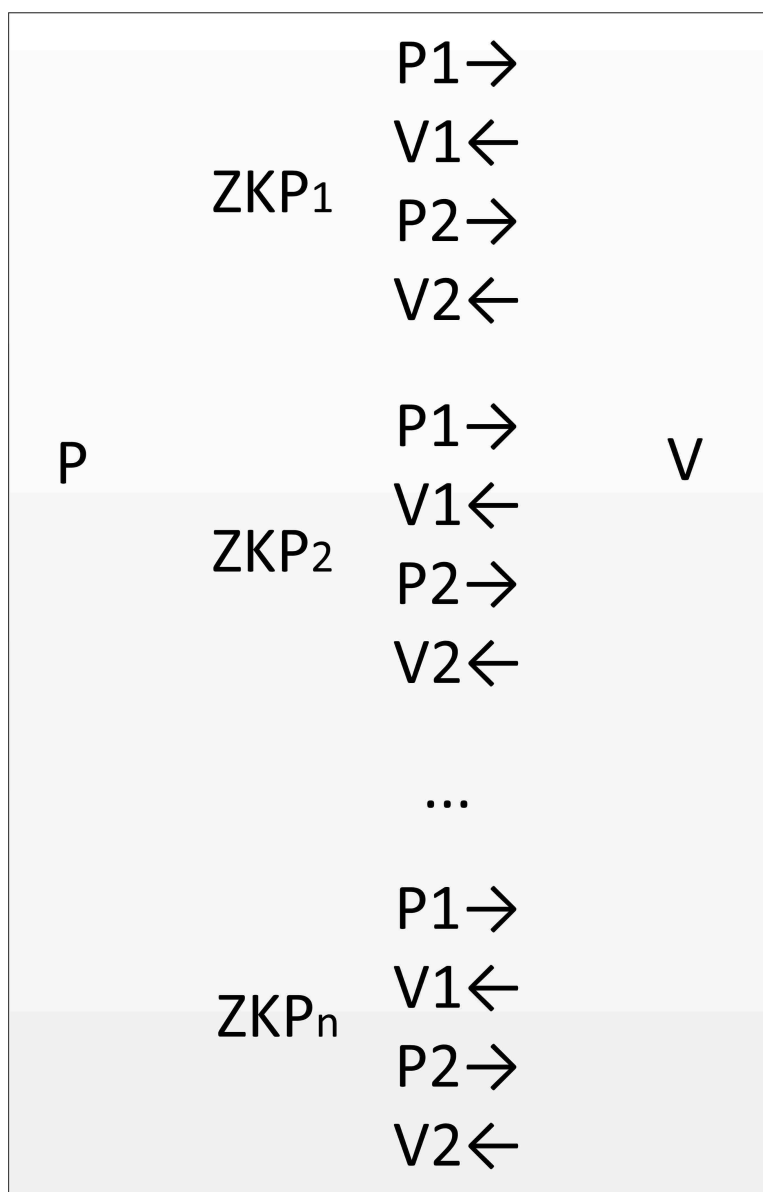 P1→
V1←
ZKP₁
P2→
V2←
P1→
P
V
V1←
ZKP₂
P2→
V2←
...
P1→
V1←
ZKPₙ
P2→
V2←